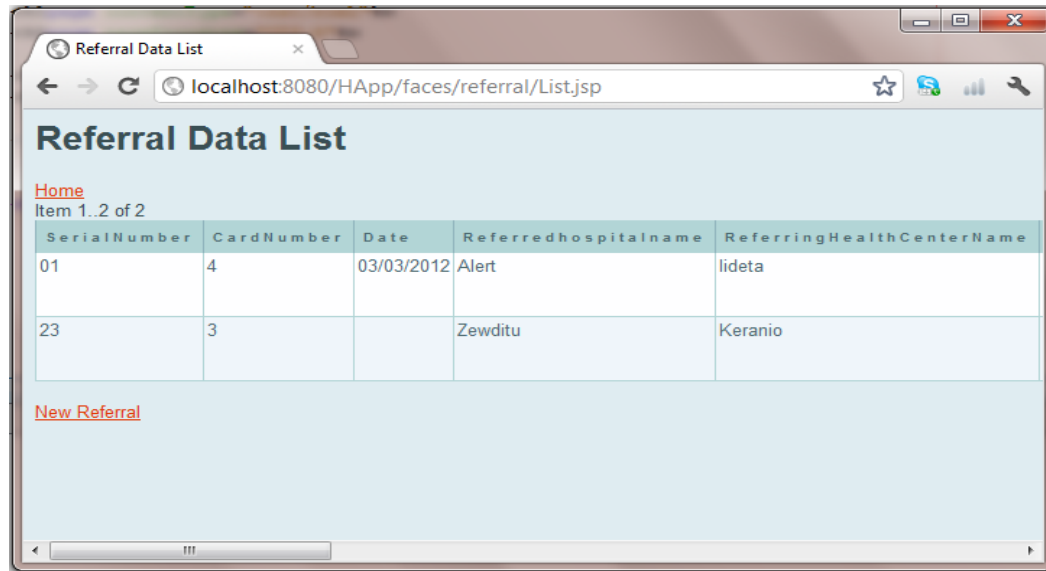 Referral Data List
localhost:8080/HApp/faces/referral/List.jsp
Referral Data List
Home
Item 1..2 of 2
SerialNumber CardNumber Date Referredhospitalname ReferringHealthCenterName
01 4 03/03/2012 Alert lideta
23 3 Zewditu Keranio
New Referral